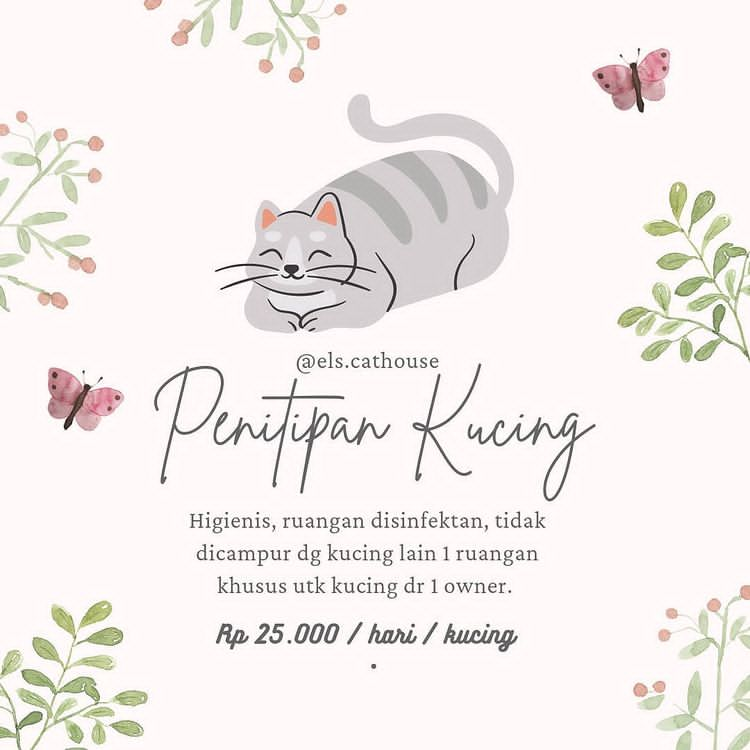 @els.cathouse
Penitipan Kucing
Higienis, ruangan disinfektan, tidak
dicampur dg kucing lain 1 ruangan
khusus utk kucing dr 1 owner.
Rp 25.000 / hari / kucing